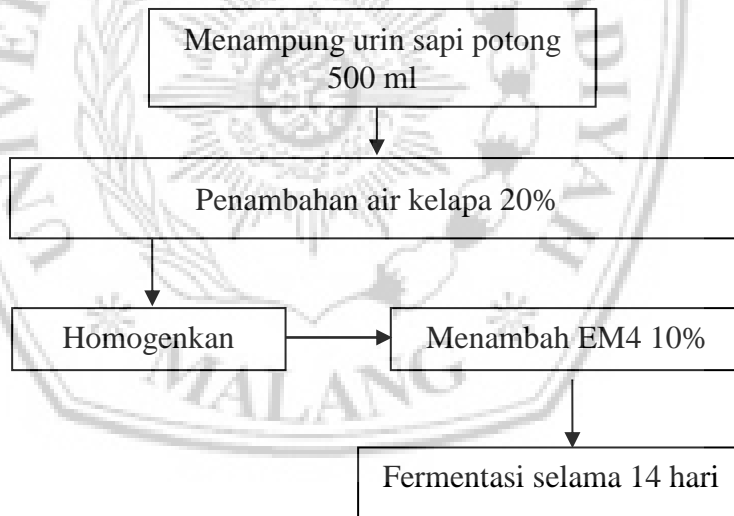 Menampung urin sapi potong
500 ml
Penambahan air kelapa 20%
Homogenkan
Menambah EM4 10%
MALANG
Fermentasi selama 14 hari